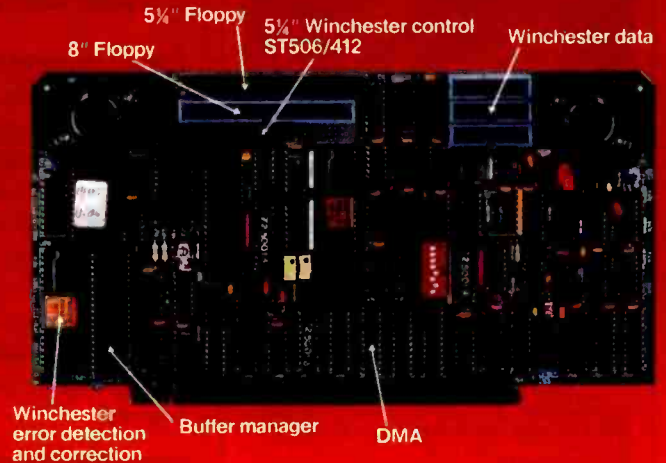 5¼" Floppy
8" Floppy
5¼" Winchester control
ST506/412
Winchester data
Winchester
error detection
and correction
Buffer manager
DMA